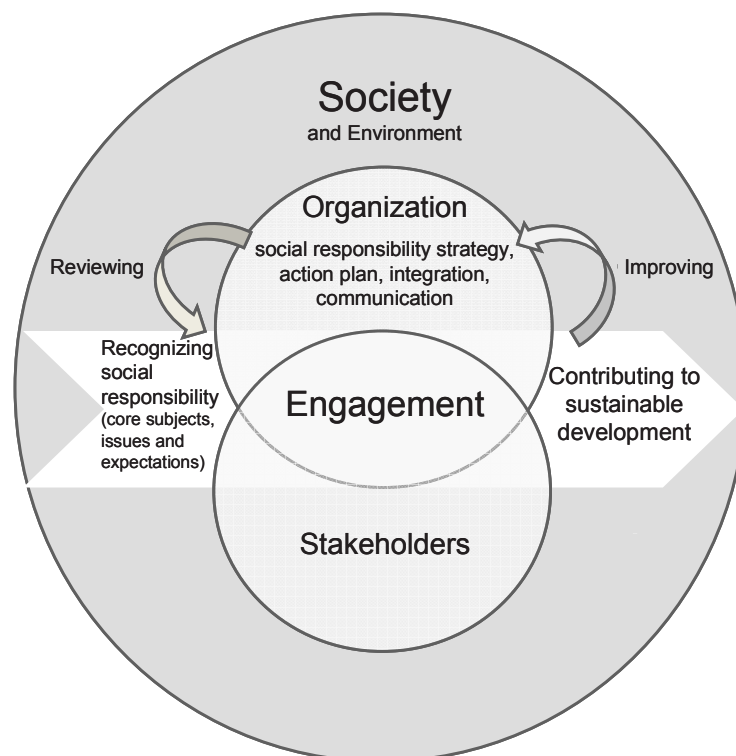 Society
and Environment
Organization
social responsibility strategy,
action plan, integration,
communication
Reviewing
Improving
Recognizing
social
responsibility
(core subjects,
issues and
expectations)
Engagement
Contributing to
sustainable
development
Stakeholders